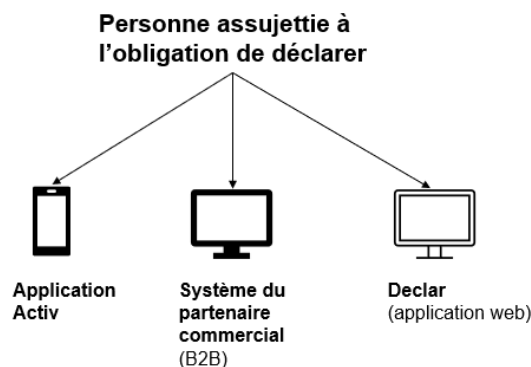 Personne assujettie à
l’obligation de déclarer
Application
Activ
Système du
partenaire
commercial
(B2B)
Declar
(application web)